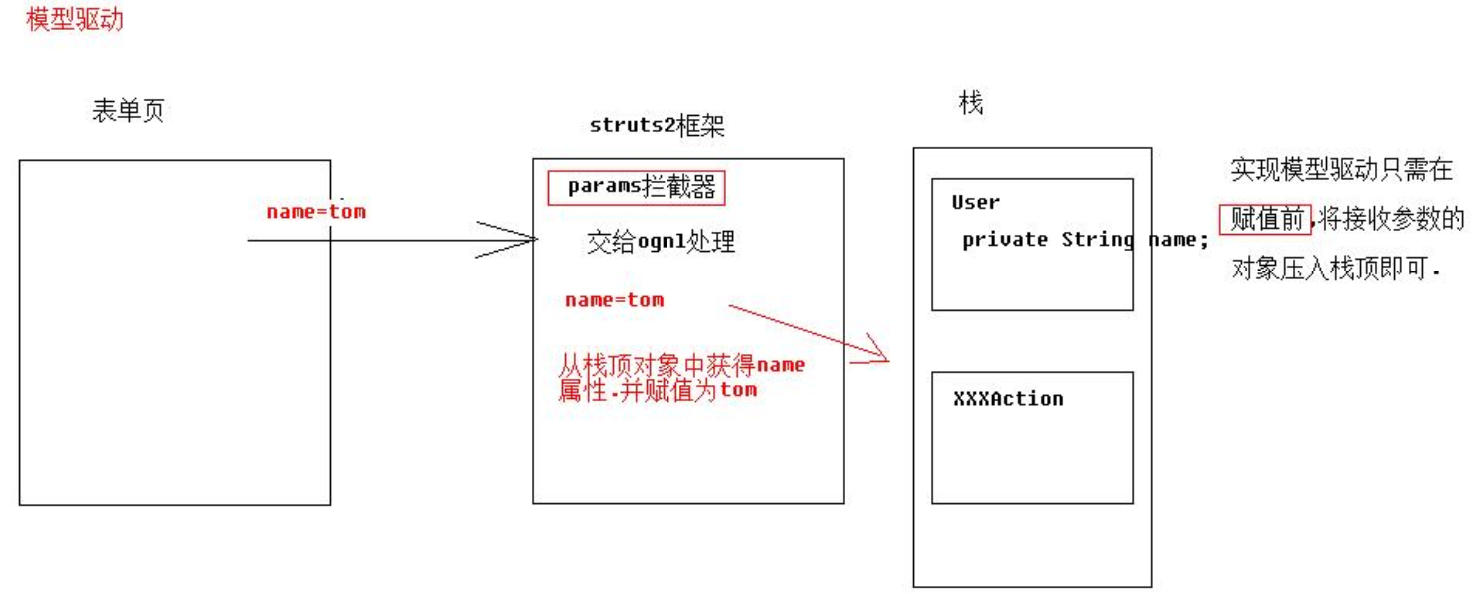 模型驱动
表单页
name=tom
struts2框架
params拦截器
交给ognl处理
name=tom
从栈顶对象中获得name
属性.并赋值为tom
栈
User
private String name;
XXXAction
实现模型驱动只需在
赋值前,将接收参数的
对象压入栈顶即可.